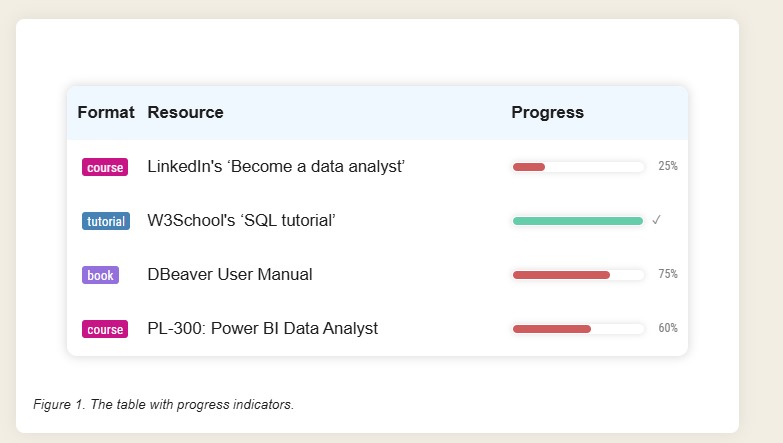 Format Resource Progress
course LinkedIn's ‘Become a data analyst’ 25%
tutorial W3School's ‘SQL tutorial’ ✓
book DBeaver User Manual 75%
course PL-300: Power BI Data Analyst 60%
Figure 1. The table with progress indicators.